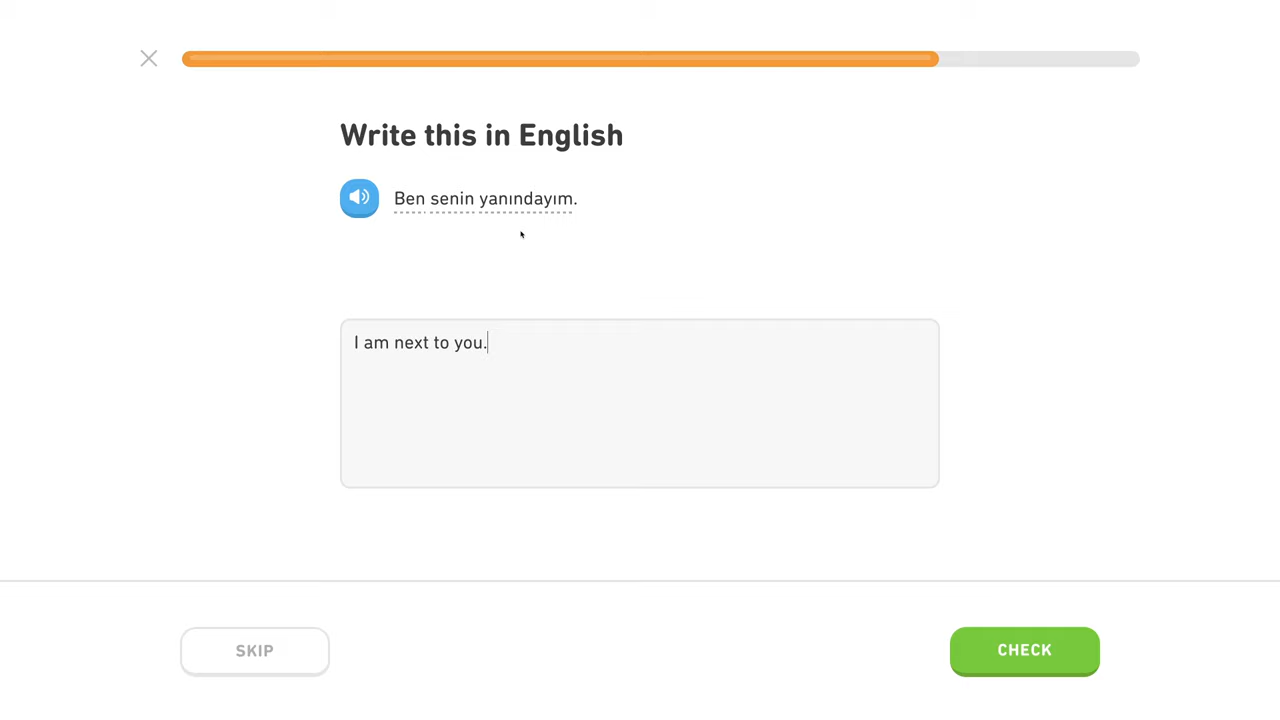 Write this in English
Ben senin yanındayım.
I am next to you.
SKIP
CHECK